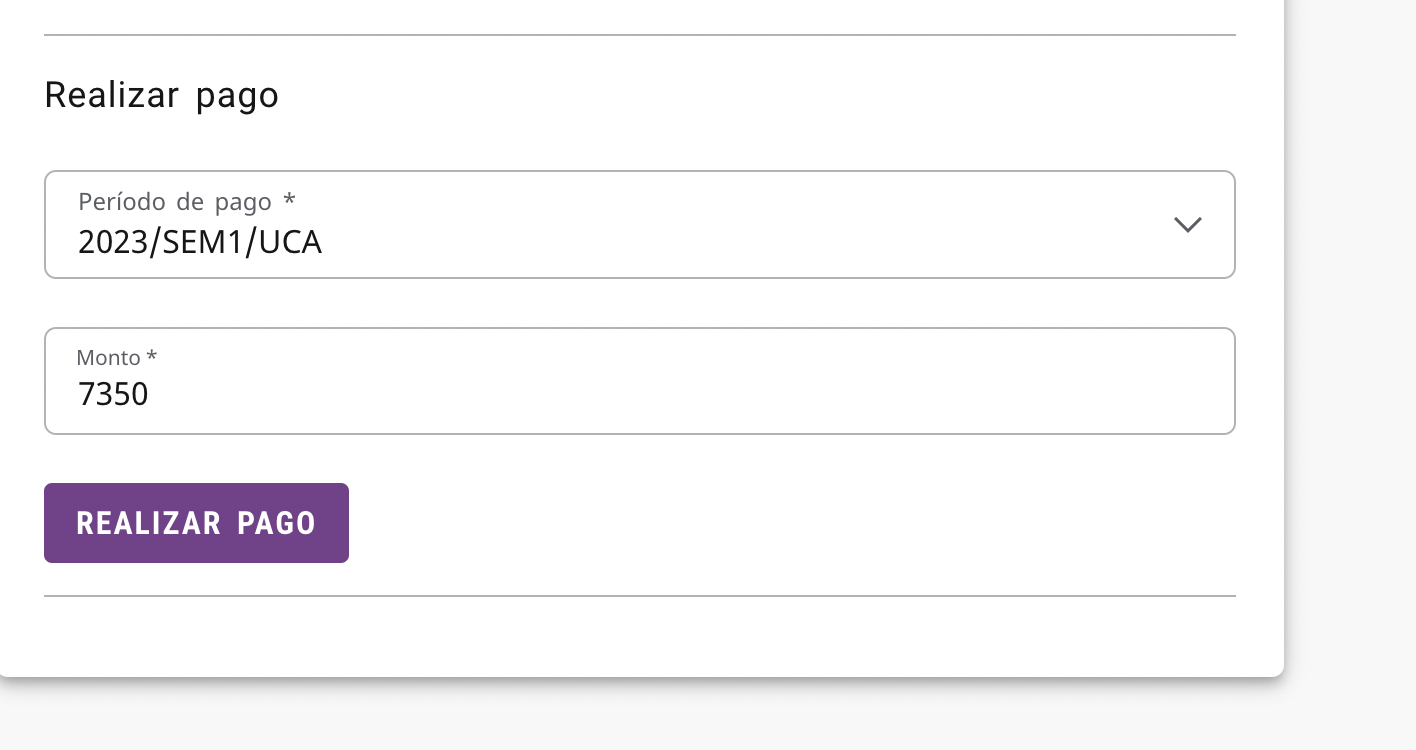 Realizar pago
Período de pago *
2023/SEM1/UCA
Monto *
7350
REALIZAR PAGO